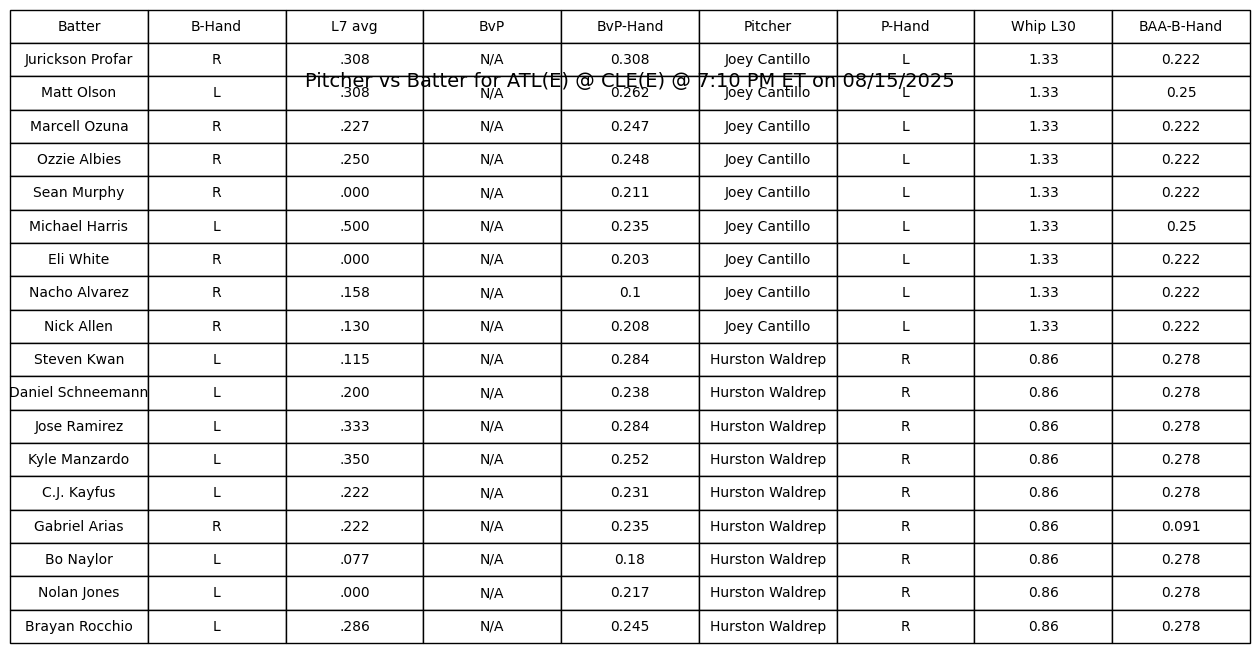 Batter B-Hand L7 avg BvP BvP-Hand Pitcher P-Hand Whip L30 BAA-B-Hand
Jurickson Profar R .308 N/A 0.308 Joey Cantillo L 1.33 0.222
Pitcher vs Batter for ATL(E) @ CLE(E) @ 7:10 PM ET on 08/15/2025
Matt Olson L .308 N/A 0.262 Joey Cantillo L 1.33 0.25
Marcell Ozuna R .227 N/A 0.247 Joey Cantillo L 1.33 0.222
Ozzie Albies R .250 N/A 0.248 Joey Cantillo L 1.33 0.222
Sean Murphy R .000 N/A 0.211 Joey Cantillo L 1.33 0.222
Michael Harris L .500 N/A 0.235 Joey Cantillo L 1.33 0.25
Eli White R .000 N/A 0.203 Joey Cantillo L 1.33 0.222
Nacho Alvarez R .158 N/A 0.1 Joey Cantillo L 1.33 0.222
Nick Allen R .130 N/A 0.208 Joey Cantillo L 1.33 0.222
Steven Kwan L .115 N/A 0.284 Hurston Waldrep R 0.86 0.278
Daniel Schneemann L .200 N/A 0.238 Hurston Waldrep R 0.86 0.278
Jose Ramirez L .333 N/A 0.284 Hurston Waldrep R 0.86 0.278
Kyle Manzardo L .350 N/A 0.252 Hurston Waldrep R 0.86 0.278
C.J. Kayfus L .222 N/A 0.231 Hurston Waldrep R 0.86 0.278
Gabriel Arias R .222 N/A 0.235 Hurston Waldrep R 0.86 0.091
Bo Naylor L .077 N/A 0.18 Hurston Waldrep R 0.86 0.278
Nolan Jones L .000 N/A 0.217 Hurston Waldrep R 0.86 0.278
Brayan Rocchio L .286 N/A 0.245 Hurston Waldrep R 0.86 0.278